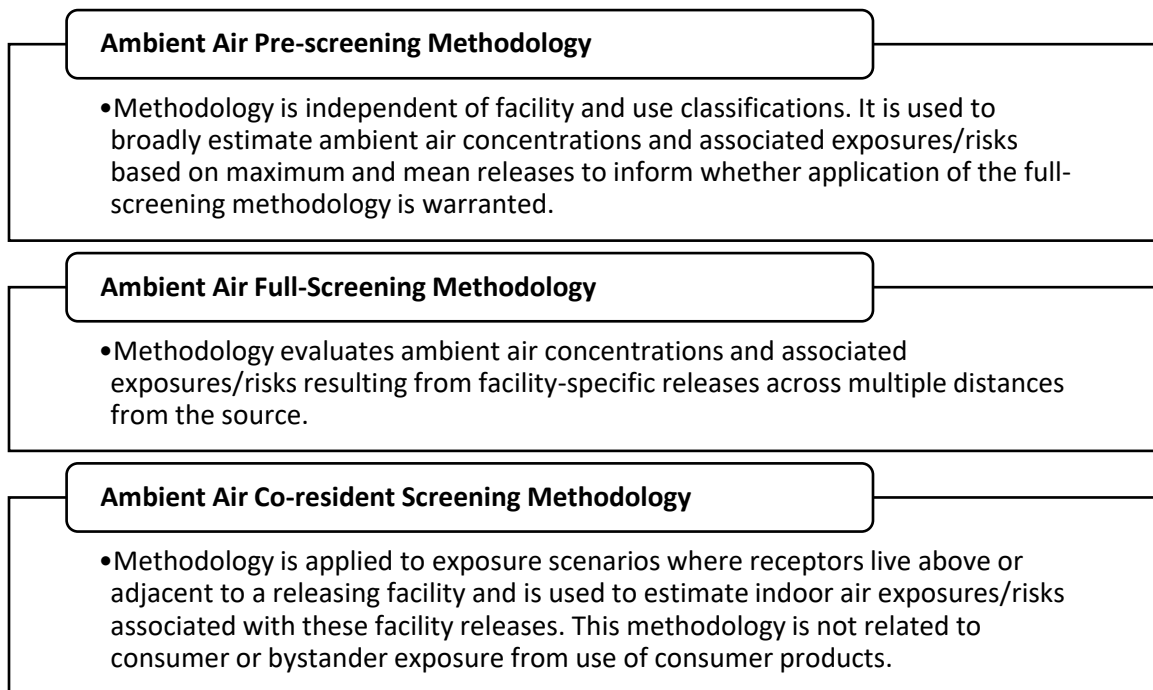 Ambient Air Pre-screening Methodology
•Methodology is independent of facility and use classifications. It is used to
broadly estimate ambient air concentrations and associated exposures/risks
based on maximum and mean releases to inform whether application of the full-
screening methodology is warranted.
Ambient Air Full-Screening Methodology
•Methodology evaluates ambient air concentrations and associated
exposures/risks resulting from facility-specific releases across multiple distances
from the source.
Ambient Air Co-resident Screening Methodology
•Methodology is applied to exposure scenarios where receptors live above or
adjacent to a releasing facility and is used to estimate indoor air exposures/risks
associated with these facility releases. This methodology is not related to
consumer or bystander exposure from use of consumer products.